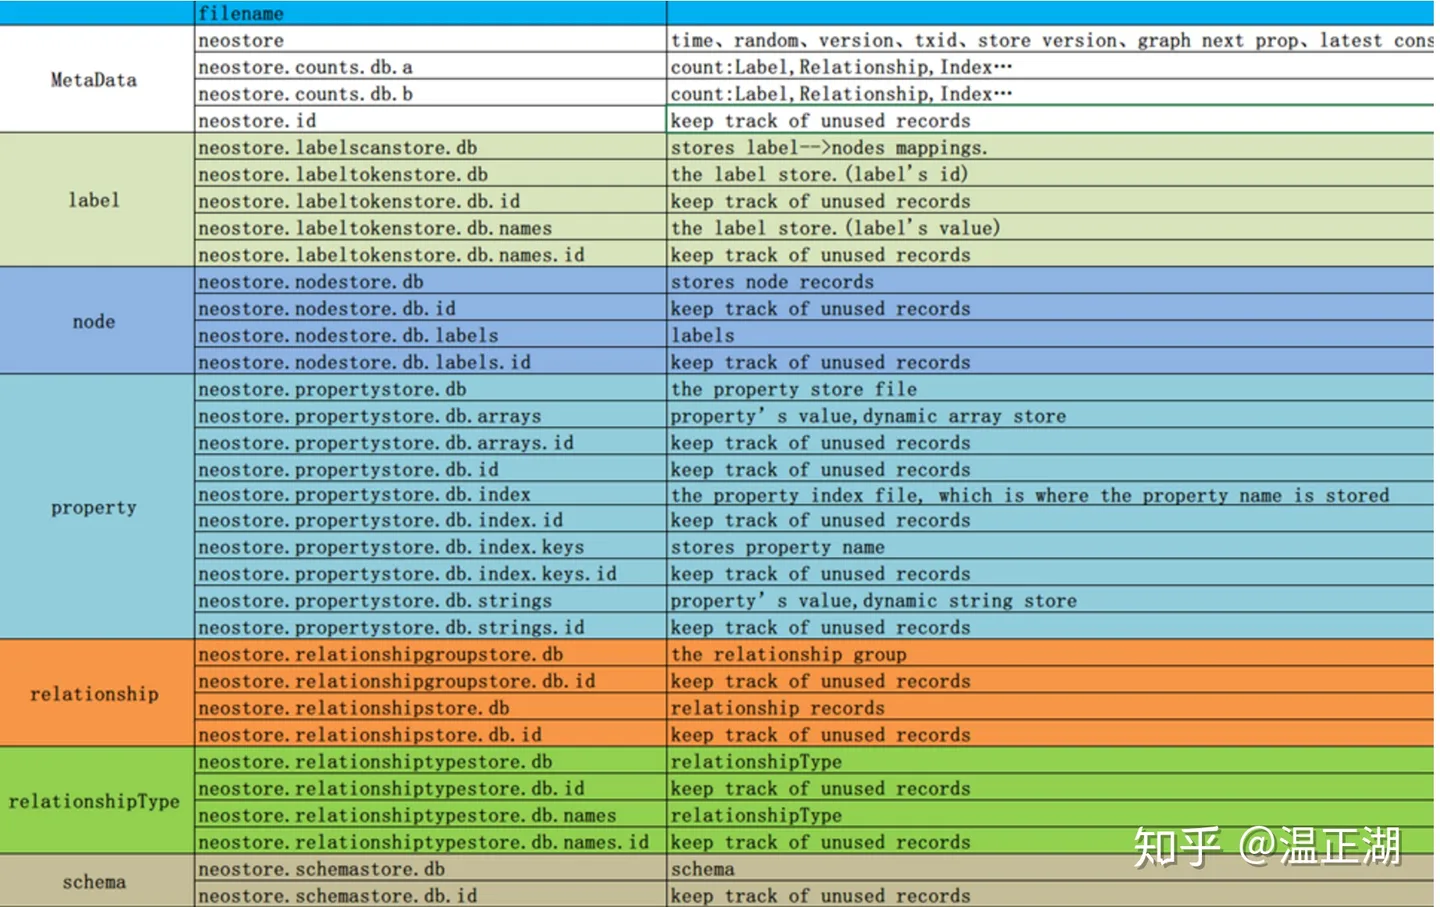 filename
MetaData
neostore time、random、version、txid、store version、graph next prop、latest cons
neostore.counts.db.a count:Label,Relationship,Index…
neostore.counts.db.b count:Label,Relationship,Index…
neostore.id keep track of unused records
label
neostore.labelscanstore.db stores label-->nodes mappings.
neostore.labeltokenstore.db the label store.(label's id)
neostore.labeltokenstore.db.id keep track of unused records
neostore.labeltokenstore.db.names the label store.(label's value)
neostore.labeltokenstore.db.names.id keep track of unused records
node
neostore.nodestore.db stores node records
neostore.nodestore.db.id keep track of unused records
neostore.nodestore.db.labels labels
neostore.nodestore.db.labels.id keep track of unused records
property
neostore.propertystore.db the property store file
neostore.propertystore.db.arrays property’s value,dynamic array store
neostore.propertystore.db.arrays.id keep track of unused records
neostore.propertystore.db.id keep track of unused records
neostore.propertystore.db.index the property index file, which is where the property name is stored
neostore.propertystore.db.index.id keep track of unused records
neostore.propertystore.db.index.keys stores property name
neostore.propertystore.db.index.keys.id keep track of unused records
neostore.propertystore.db.strings property’s value,dynamic string store
neostore.propertystore.db.strings.id keep track of unused records
relationship
neostore.relationshipgroupstore.db the relationship group
neostore.relationshipgroupstore.db.id keep track of unused records
neostore.relationshipstore.db relationship records
neostore.relationshipstore.db.id keep track of unused records
relationshipType
neostore.relationshiptypestore.db relationshipType
neostore.relationshiptypestore.db.id keep track of unused records
neostore.relationshiptypestore.db.names relationshipType
neostore.relationshiptypestore.db.names.id keep track of unused records
schema
neostore.schemastore.db schema
neostore.schemastore.db.id keep track of unused records
知乎 @温正湖